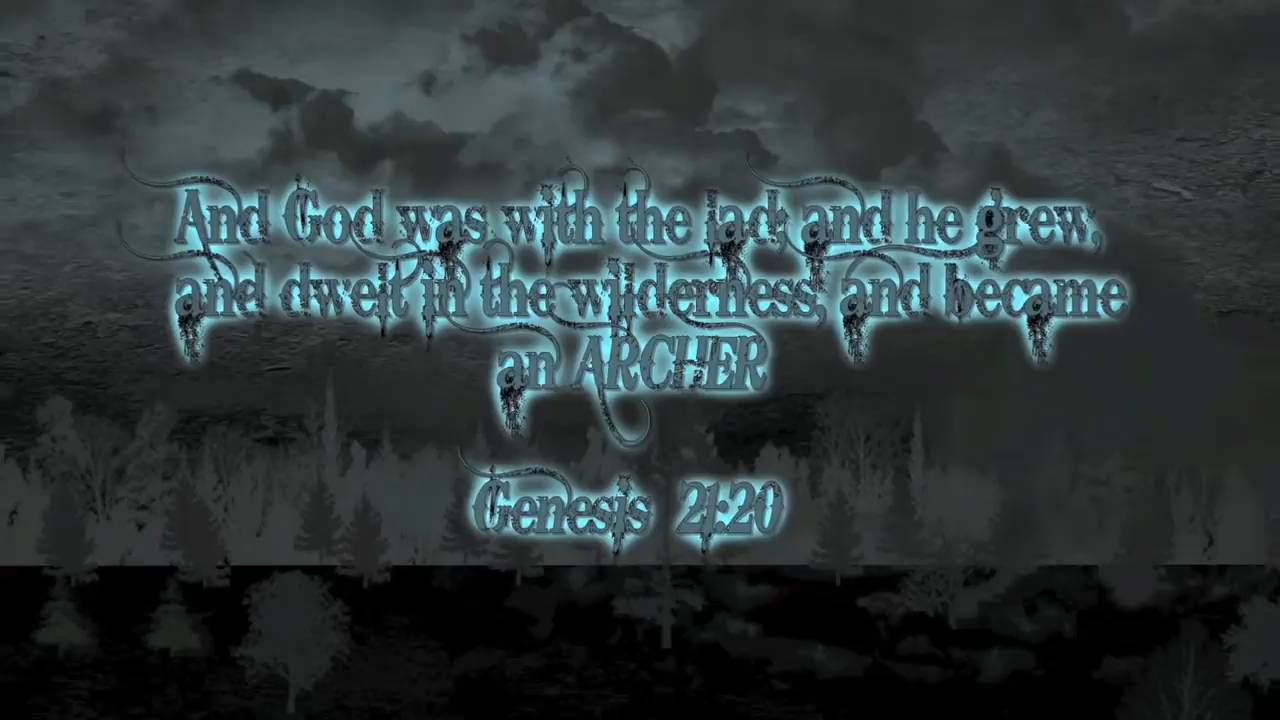 And God was with the lad; and he grew,
and dwelt in the wilderness, and became
an ARCHER
Genesis 21:20